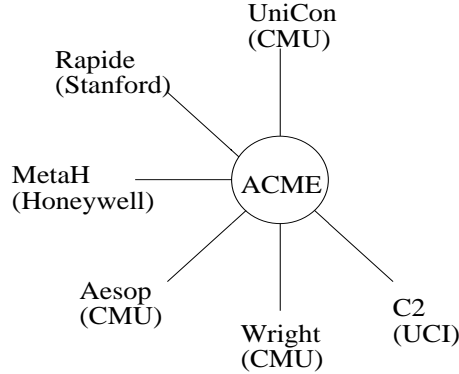 UniCon
(CMU)
Rapide
(Stanford)
MetaH
(Honeywell)
ACME
Aesop
(CMU)
Wright
(CMU)
C2
(UCI)